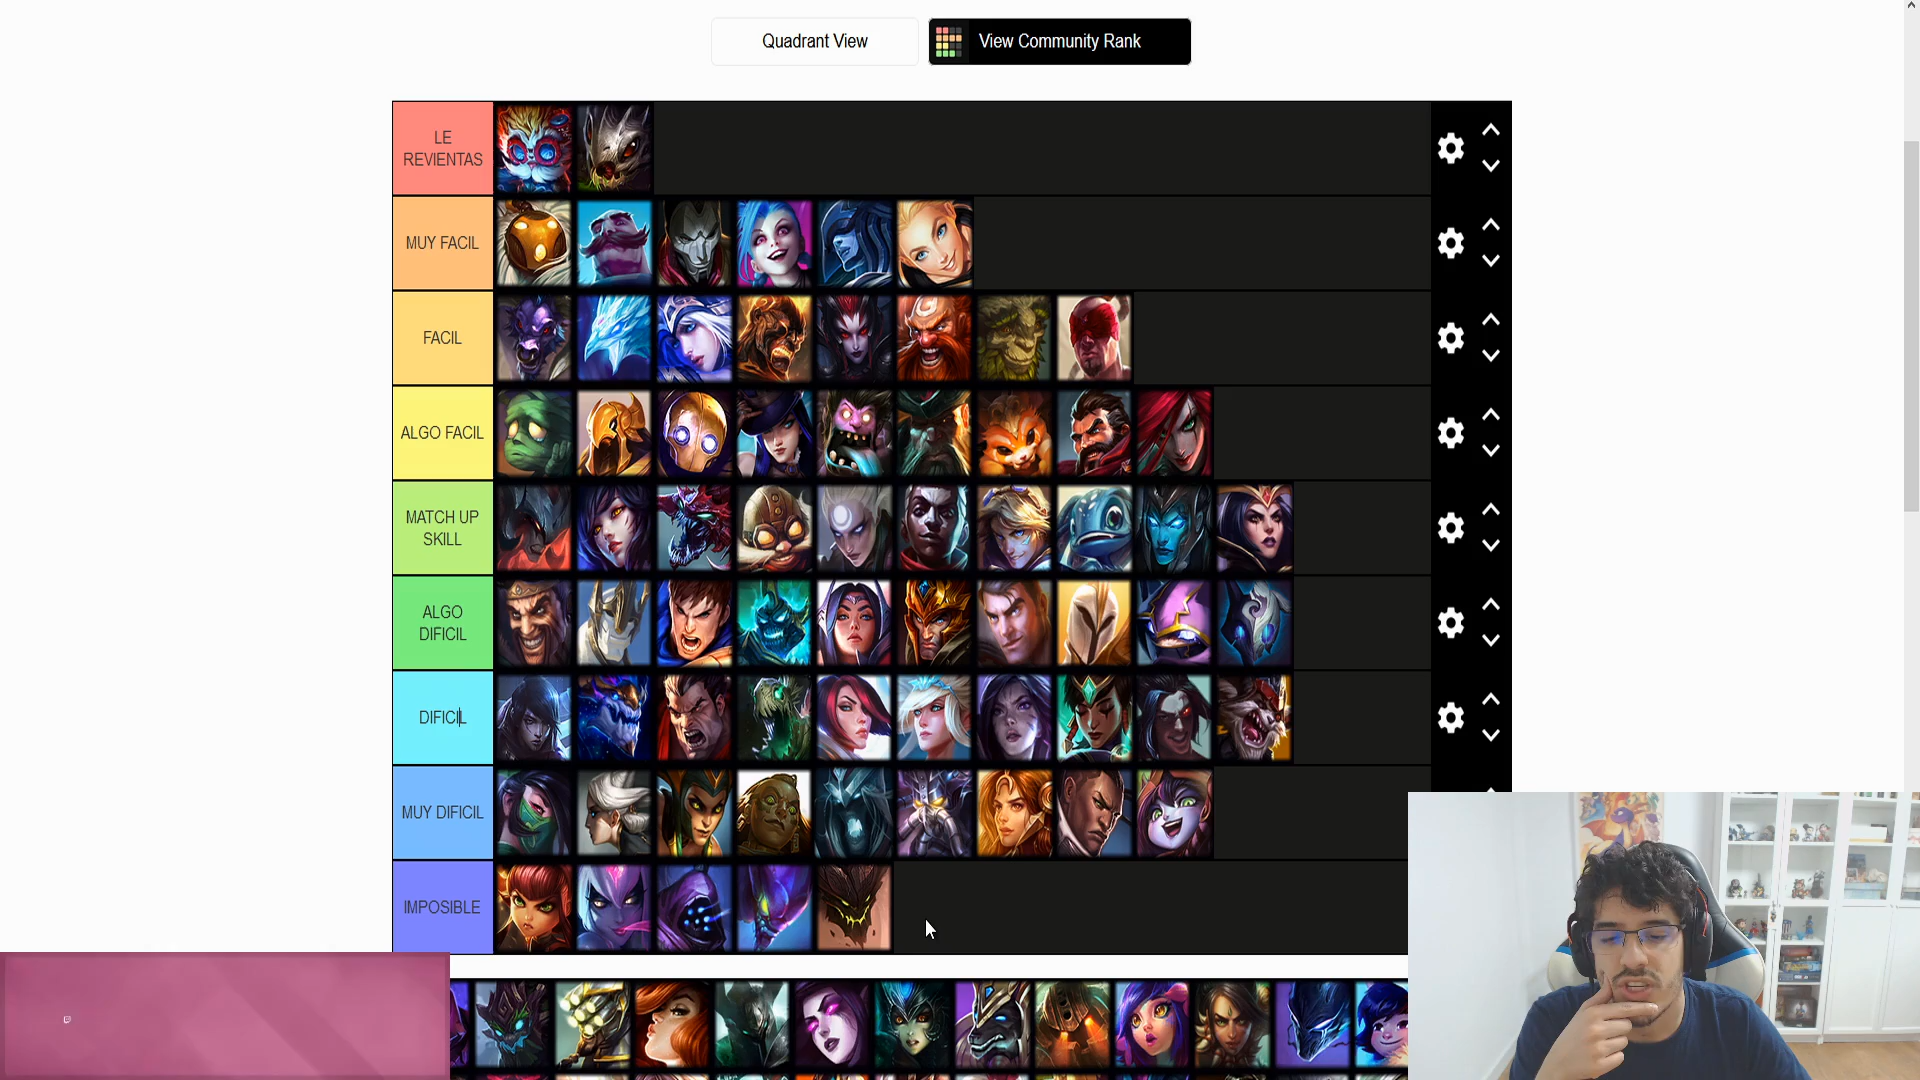 Quadrant View
View Community Rank
LE
REVIENTAS
MUY FACIL
FACIL
ALGO FACIL
MATCH UP
SKILL
ALGO
DIFICIL
DIFICIL
MUY DIFICIL
IMPOSIBLE